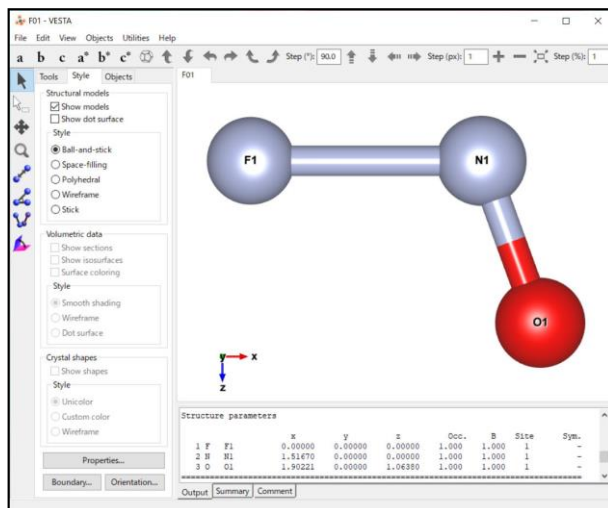 F01 - VESTA
File Edit View Objects Utilities Help
a b c a* b* c* Step (°): 90.0 Step (px): 1 Step (%): 1
Tools Style Objects
F01
Structural models
Show models
Show dot surface
Style
Ball-and-stick
Space-filling
Polyhedral
Wireframe
Stick
Volumetric data
Show sections
Show isosurfaces
Surface coloring
Style
Smooth shading
Wireframe
Dot surface
Crystal shapes
Show shapes
Style
Unicolor
Custom color
Wireframe
Properties...
Boundary... Orientation...
F1 N1
O1
y x
z
Structure parameters
x y z Occ. B Site Sym.
1 F F1 0.00000 0.00000 0.00000 1.000 1.000 1 -
2 N N1 1.51670 0.00000 0.00000 1.000 1.000 1 -
3 O O1 1.90221 0.00000 1.06380 1.000 1.000 1 -
Output Summary Comment